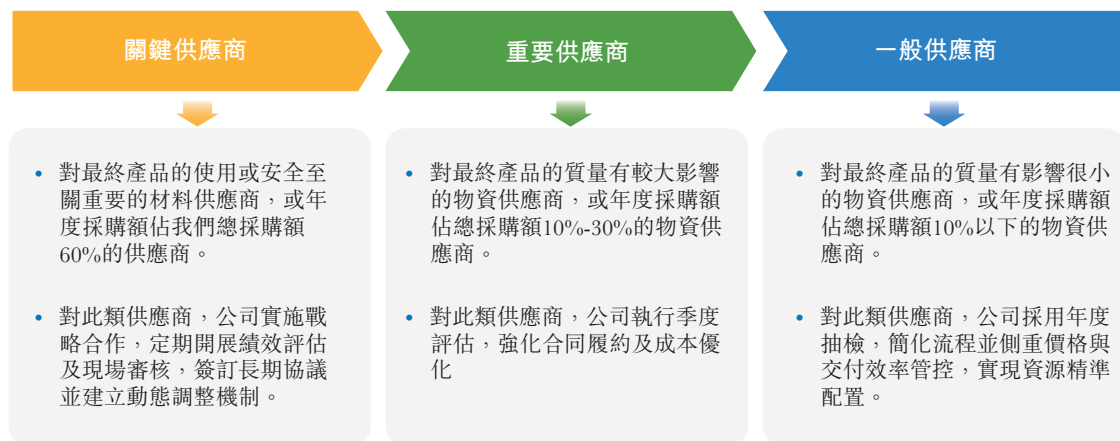 關鍵供應商
• 對最終產品的使用或安全至
關重要的材料供應商，或年
度採購額佔我們總採購額
60%的供應商。
• 對此類供應商，公司實施戰
略合作，定期開展績效評估
及現場審核，簽訂長期協議
並建立動態調整機制。
重要供應商
• 對最終產品的質量有較大影響
的物資供應商，或年度採購額
佔總採購額10%-30%的物資供
應商。
• 對此類供應商，公司執行季度
評估，強化合同履約及成本優
化
一般供應商
• 對最終產品的質量有影響很小
的物資供應商，或年度採購額
佔總採購額10%以下的物資供
應商。
• 對此類供應商，公司採用年度
抽檢，簡化流程並側重價格與
交付效率管控，實現資源精準
配置。